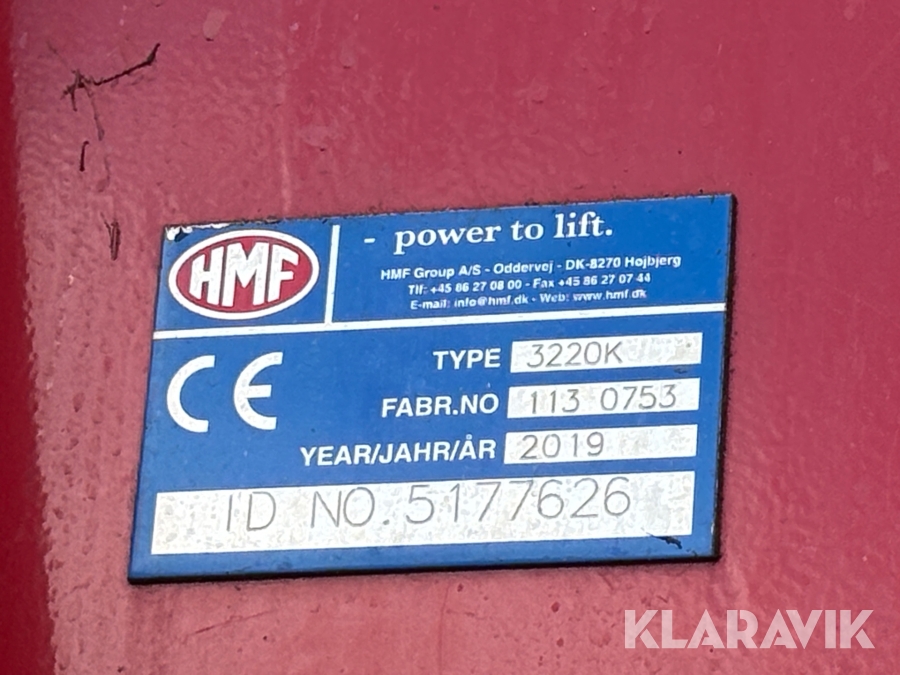 HMF
- power to lift.
HMF Group A/S - Oddervej - DK-8270 Hojbjerg
Tlf: +45 86 27 08 00 - Fax +45 86 27 07 44
E-mail: info@hmf.dk - Web: www.hmf.dk
CE
TYPE 3220K
FABR.NO 113 0753
YEAR/JAHR/ÅR 2019
ID NO. 5177626
KLARAVIK